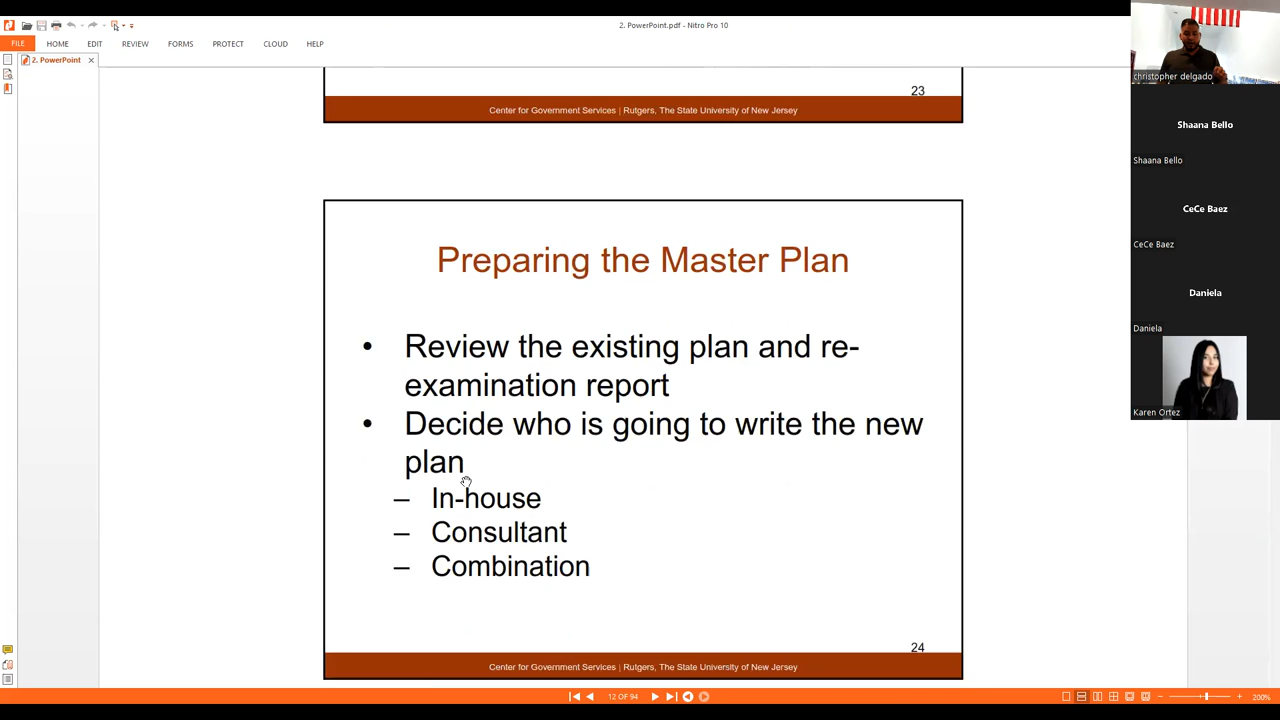 2. PowerPoint.pdf - Nitro Pro 10
FILE HOME EDIT REVIEW FORMS PROTECT CLOUD HELP
2. PowerPoint
23
Center for Government Services | Rutgers, The State University of New Jersey
Preparing the Master Plan
• Review the existing plan and re-
examination report
• Decide who is going to write the new
plan
– In-house
– Consultant
– Combination
24
Center for Government Services | Rutgers, The State University of New Jersey
12 OF 94
200%
christopher delgado
Shaana Bello
Shaana Bello
CeCe Baez
CeCe Baez
Daniela
Daniela
Karen Ortez